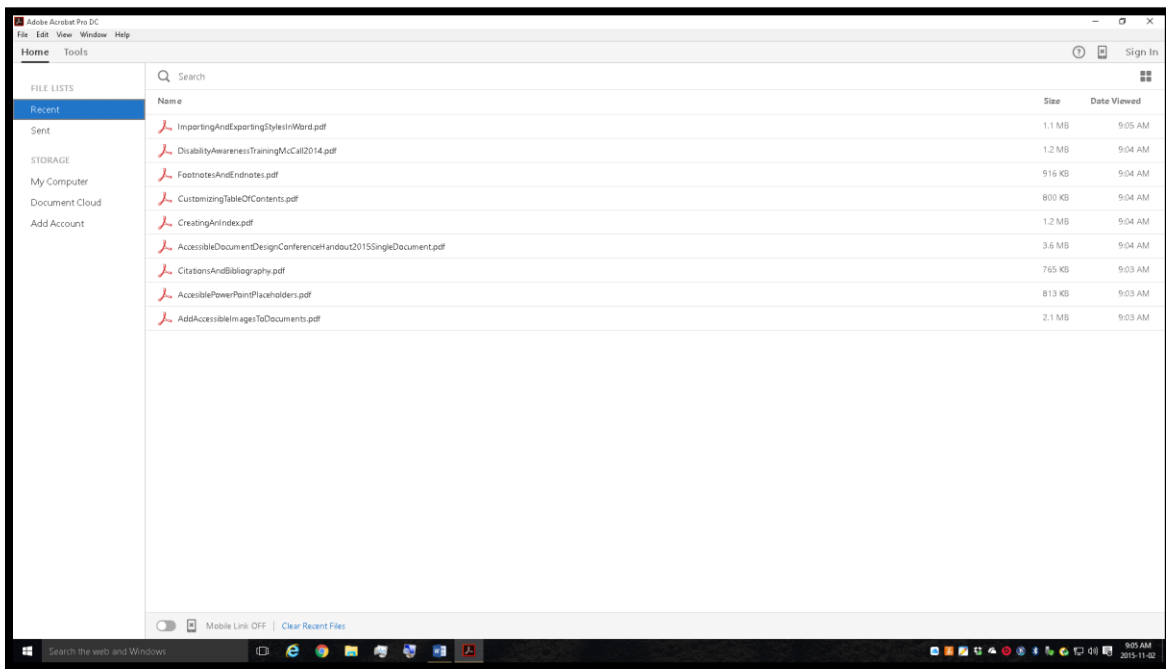 Adobe Acrobat Pro DC
File Edit View Window Help
Home Tools Sign In
Search
FILE LISTS
Name Size Date Viewed
Recent
ImportingAndExportingStylesInWord.pdf 1.1 MB 9:05 AM
Sent
DisabilityAwarenessTrainingMcCall2014.pdf 1.2 MB 9:04 AM
STORAGE
FootnotesAndEndnotes.pdf 916 KB 9:04 AM
My Computer
CustomizingTableOfContents.pdf 800 KB 9:04 AM
Document Cloud
Add Account
CreatingAnIndex.pdf 1.2 MB 9:04 AM
AccessibleDocumentDesignConferenceHandout2015SingleDocument.pdf 3.6 MB 9:04 AM
CitationsAndBibliography.pdf 765 KB 9:03 AM
AccesiblePowerPointPlaceholders.pdf 813 KB 9:03 AM
AddAccessibleImagesToDocuments.pdf 2.1 MB 9:03 AM
Mobile Link OFF | Clear Recent Files
Search the web and Windows
9:05 AM
2015-11-02